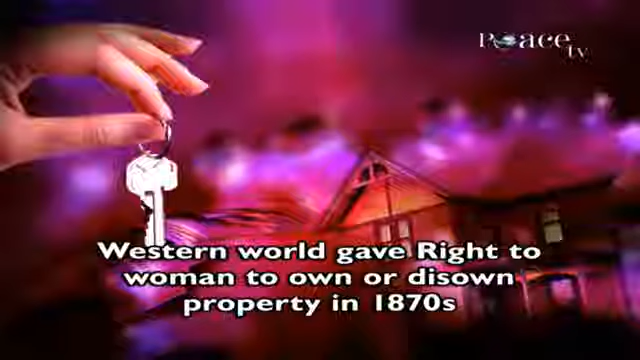 Peace tv
Western world gave Right to
woman to own or disown
property in 1870s